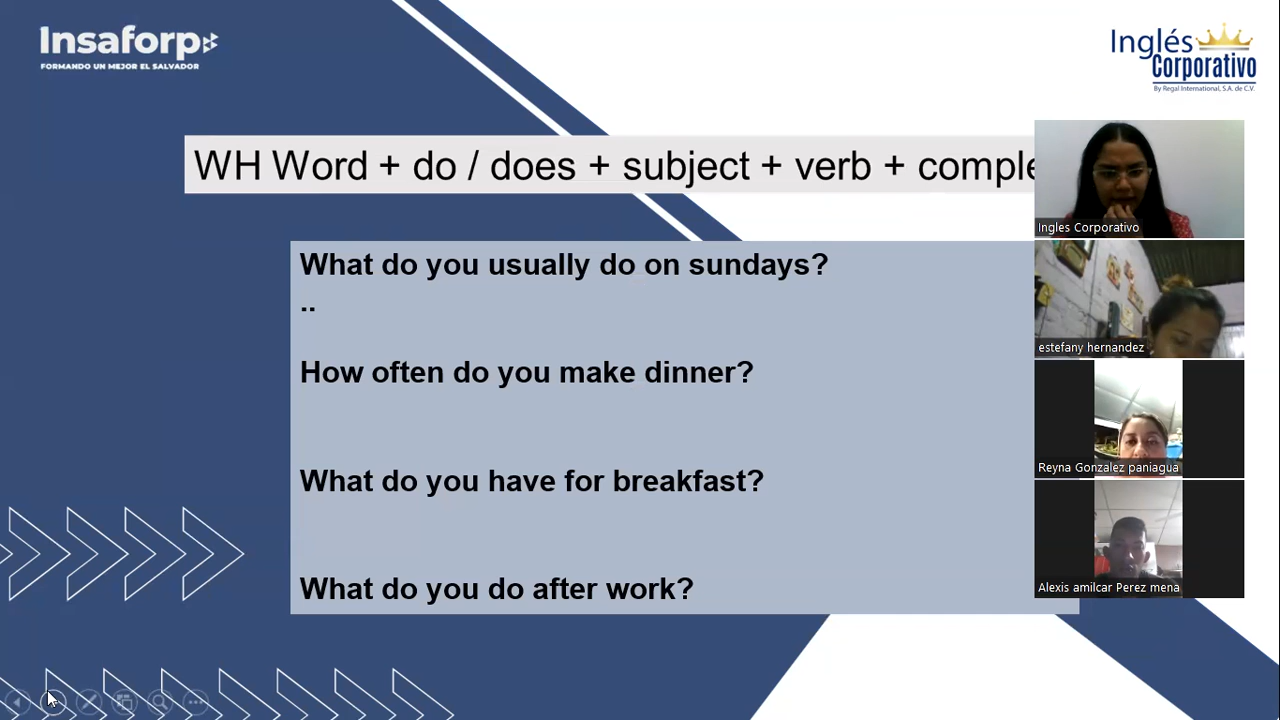 Insaforp
FORMANDO UN MEJOR EL SALVADOR
Inglés
Corporativo
By Regal International, S.A. de C.V.
WH Word + do / does + subject + verb + comple
What do you usually do on sundays?
..
How often do you make dinner?
What do you have for breakfast?
What do you do after work?
Ingles Corporativo
estefany hernandez
Reyna Gonzalez paniagua
Alexis amilcar Perez mena